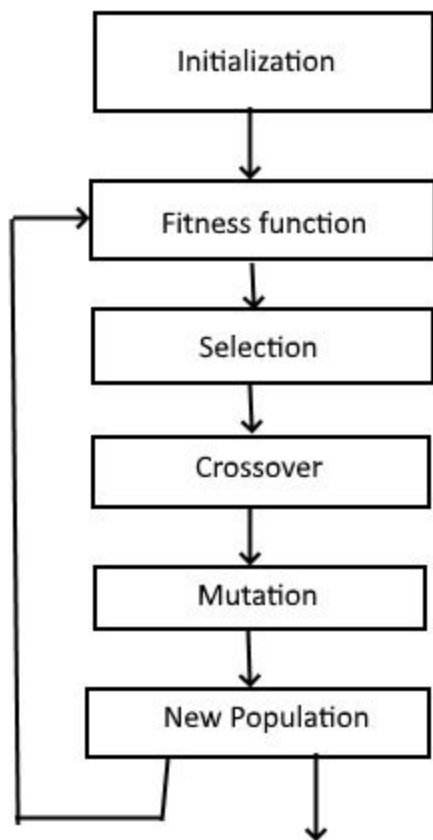 Initialization
Fitness function
Selection
Crossover
Mutation
New Population